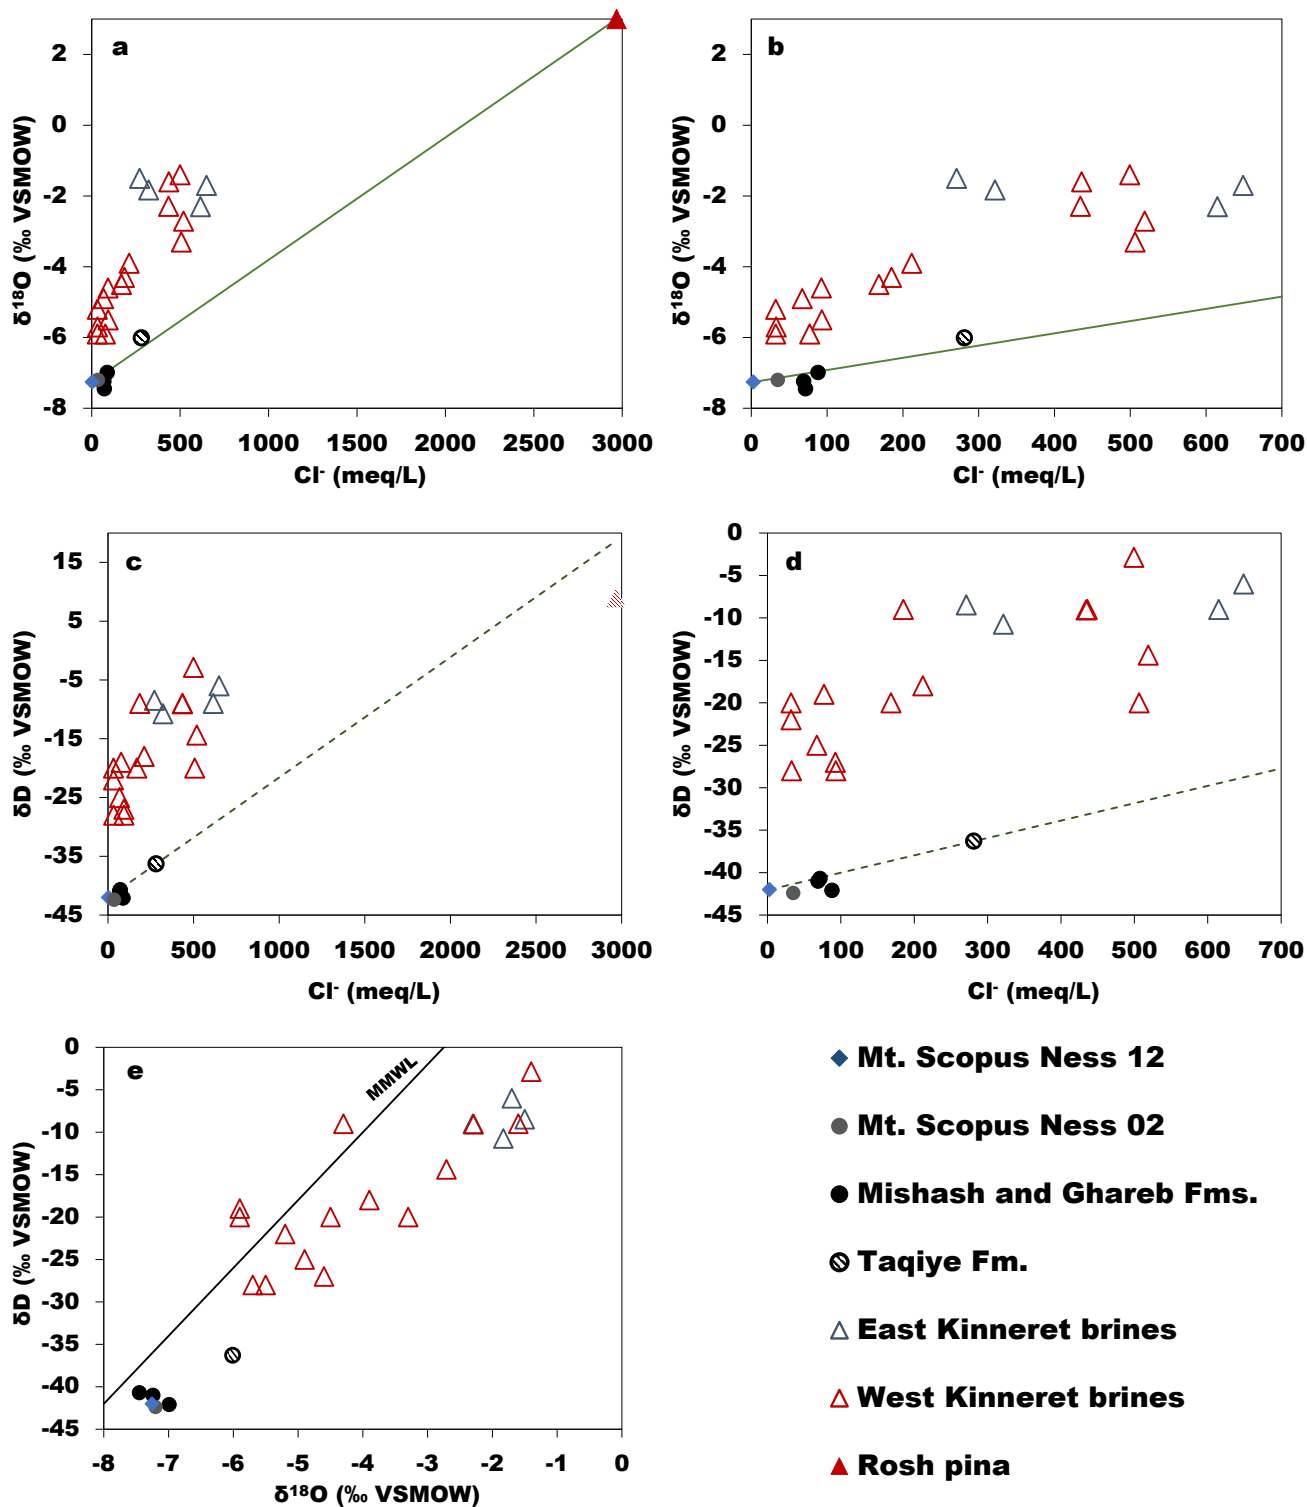 a
2
0
-2
-4
-6
-8
δ¹⁸O (‰ VSMOW)
0 500 1000 1500 2000 2500 3000
Cl⁻ (meq/L)
b
2
0
-2
-4
-6
-8
δ¹⁸O (‰ VSMOW)
0 100 200 300 400 500 600 700
Cl⁻ (meq/L)
c
15
5
-5
-15
-25
-35
-45
δD (‰ VSMOW)
0 500 1000 1500 2000 2500 3000
Cl⁻ (meq/L)
d
0
-5
-10
-15
-20
-25
-30
-35
-40
-45
δD (‰ VSMOW)
0 100 200 300 400 500 600 700
Cl⁻ (meq/L)
e
MMWL
0
-5
-10
-15
-20
-25
-30
-35
-40
-45
δD (‰ VSMOW)
-8 -7 -6 -5 -4 -3 -2 -1 0
δ¹⁸O (‰ VSMOW)
Mt. Scopus Ness 12
Mt. Scopus Ness 02
Mishash and Ghareb Fms.
Taqiye Fm.
East Kinneret brines
West Kinneret brines
Rosh pina